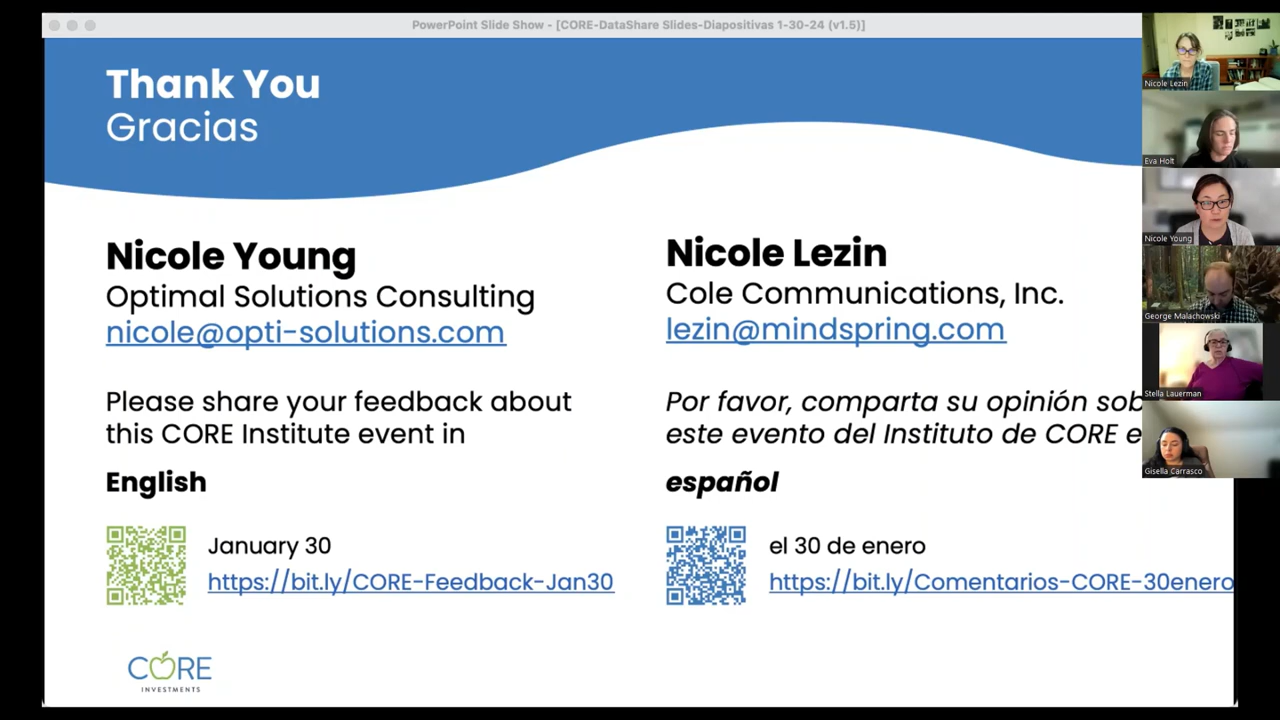 PowerPoint Slide Show - [CORE-DataShare Slides-Diapositivas 1-30-24 (v1.5)]
Thank You
Gracias
Nicole Young
Optimal Solutions Consulting
nicole@opti-solutions.com
Please share your feedback about
this CORE Institute event in
English
January 30
https://bit.ly/CORE-Feedback-Jan30
Nicole Lezin
Cole Communications, Inc.
lezin@mindspring.com
Por favor, comparta su opinión sob
este evento del Instituto de CORE e
español
el 30 de enero
https://bit.ly/Comentarios-CORE-30enero
CORE
INVESTMENTS
Nicole Lezin
Eva Holt
Nicole Young
George Malachowski
Stella Lauerman
Gisella Carrasco